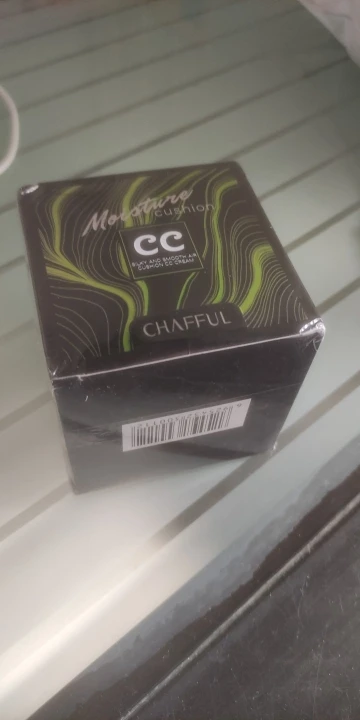 Moisture
cushion
CC
SILKY AND SMOOTH AIR
CUSHION CC CREAM
CHAFFUL